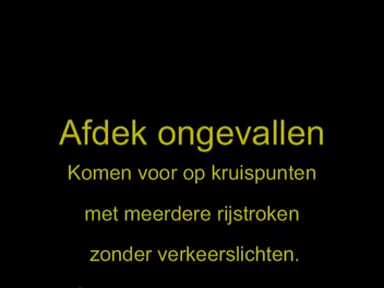 Afdek ongevallen
Komen voor op kruispunten
met meerdere rijstroken
zonder verkeerslichten.